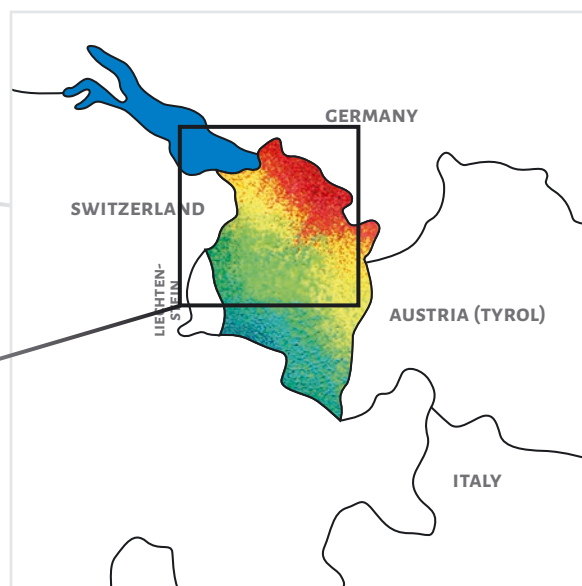 GERMANY
SWITZERLAND
LIECHTEN-
STEIN
AUSTRIA (TYROL)
ITALY